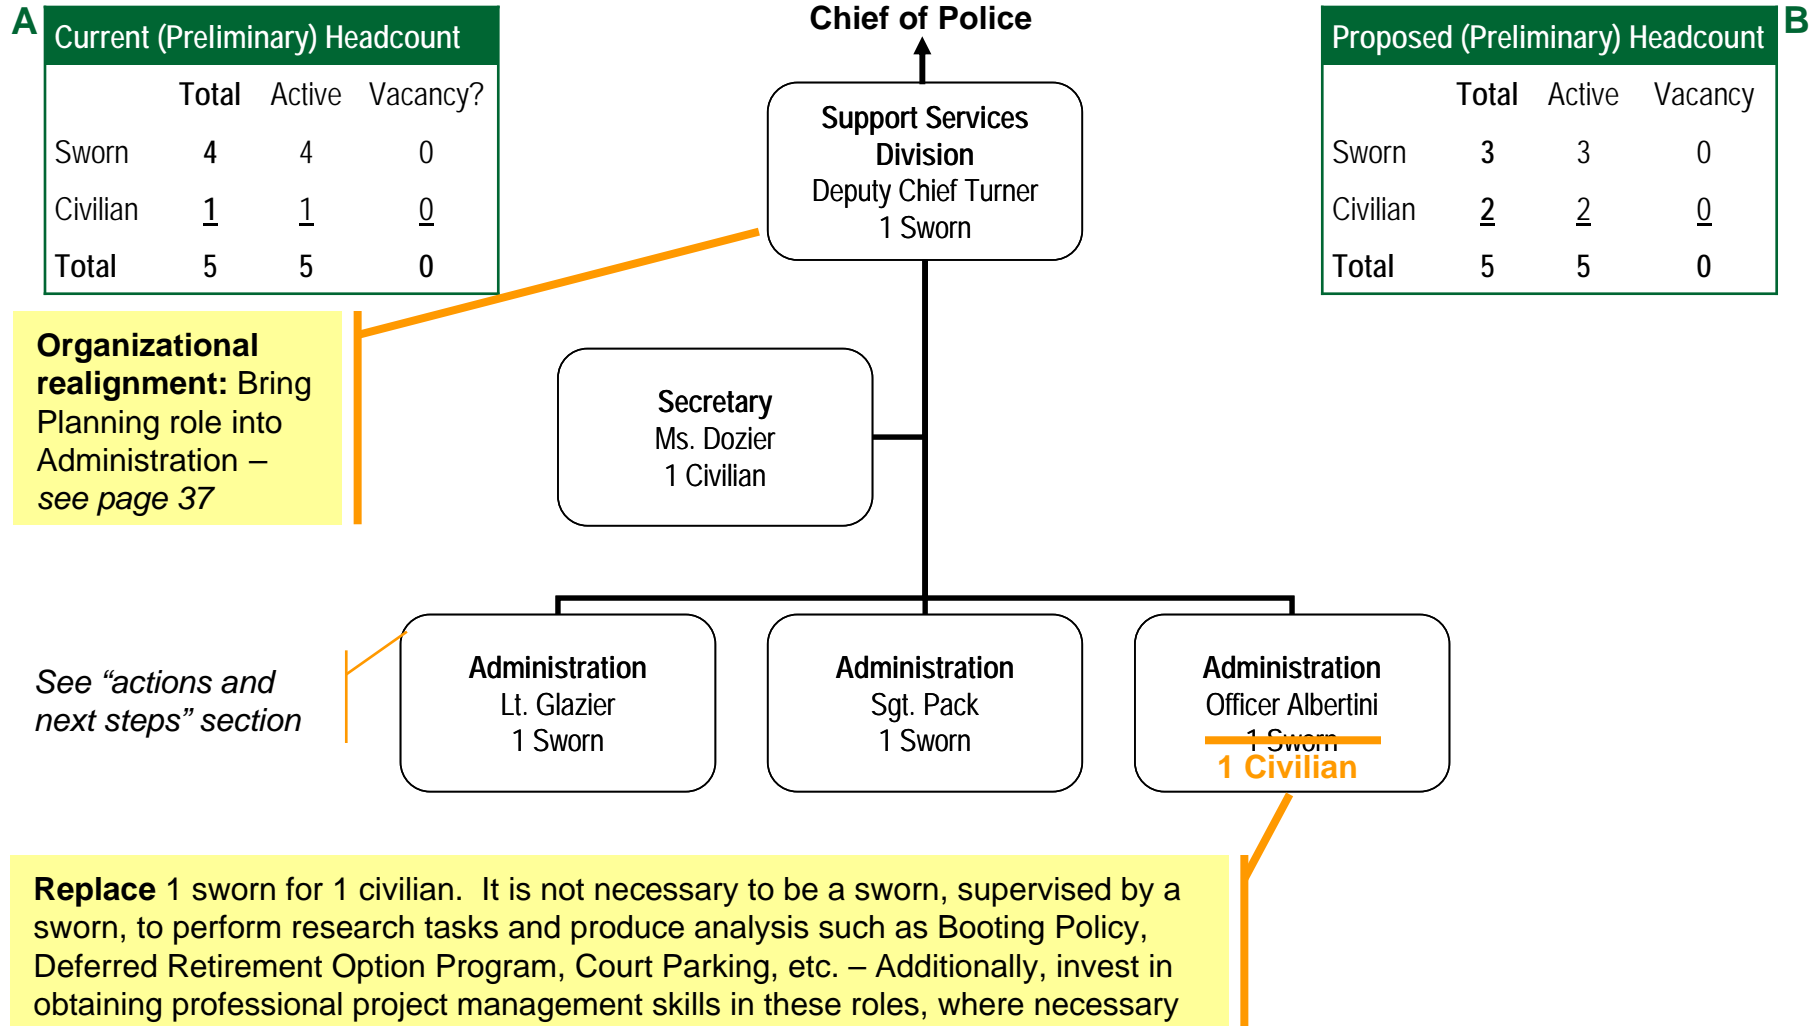 A
Current (Preliminary) Headcount
Total Active Vacancy?
Sworn 4 4 0
Civilian 1 1 0
Total 5 5 0
Chief of Police
B
Proposed (Preliminary) Headcount
Total Active Vacancy
Sworn 3 3 0
Civilian 2 2 0
Total 5 5 0
Support Services
Division
Deputy Chief Turner
1 Sworn
Organizational
realignment: Bring
Planning role into
Administration –
see page 37
Secretary
Ms. Dozier
1 Civilian
See “actions and
next steps” section
Administration
Lt. Glazier
1 Sworn
Administration
Sgt. Pack
1 Sworn
Administration
Officer Albertini
1 Sworn
1 Civilian
Replace 1 sworn for 1 civilian. It is not necessary to be a sworn, supervised by a
sworn, to perform research tasks and produce analysis such as Booting Policy,
Deferred Retirement Option Program, Court Parking, etc. – Additionally, invest in
obtaining professional project management skills in these roles, where necessary